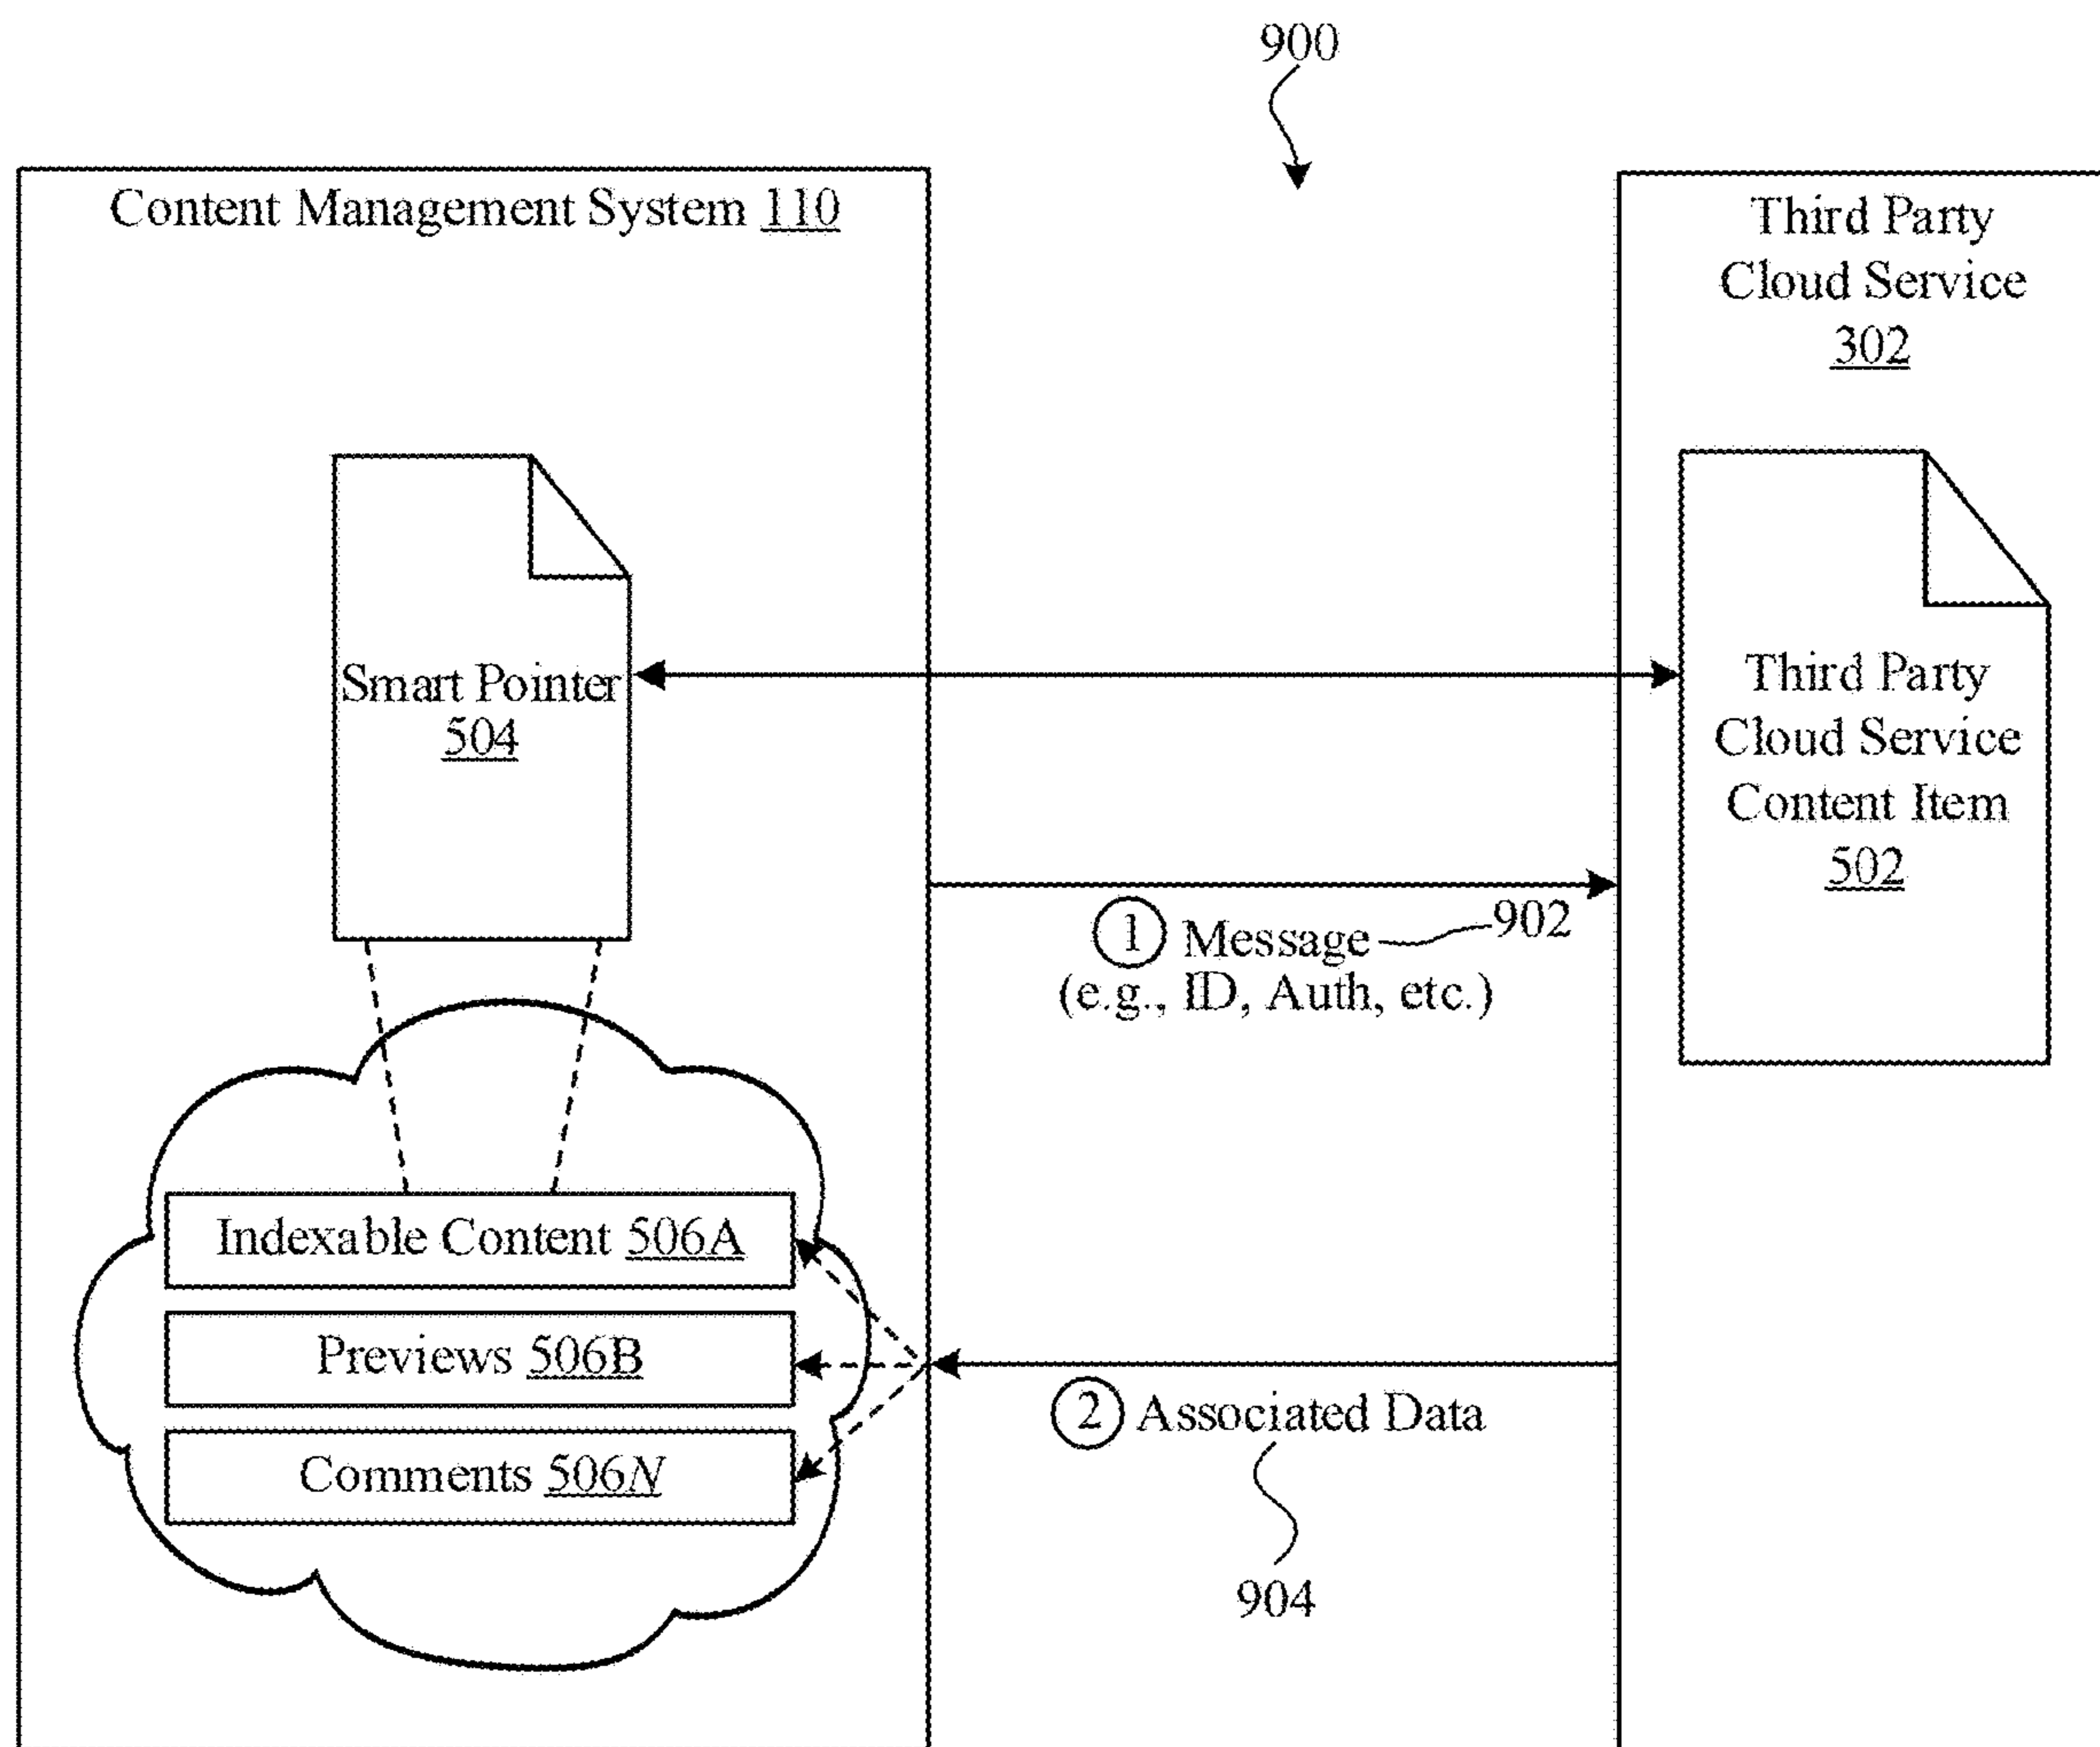 900
Content Management System 110
Third Party
Cloud Service
302
Smart Pointer
504
Third Party
Cloud Service
Content Item
502
1 Message 902
(e.g., ID, Auth, etc.)
Indexable Content 506A
Previews 506B
Comments 506N
2 Associated Data
904